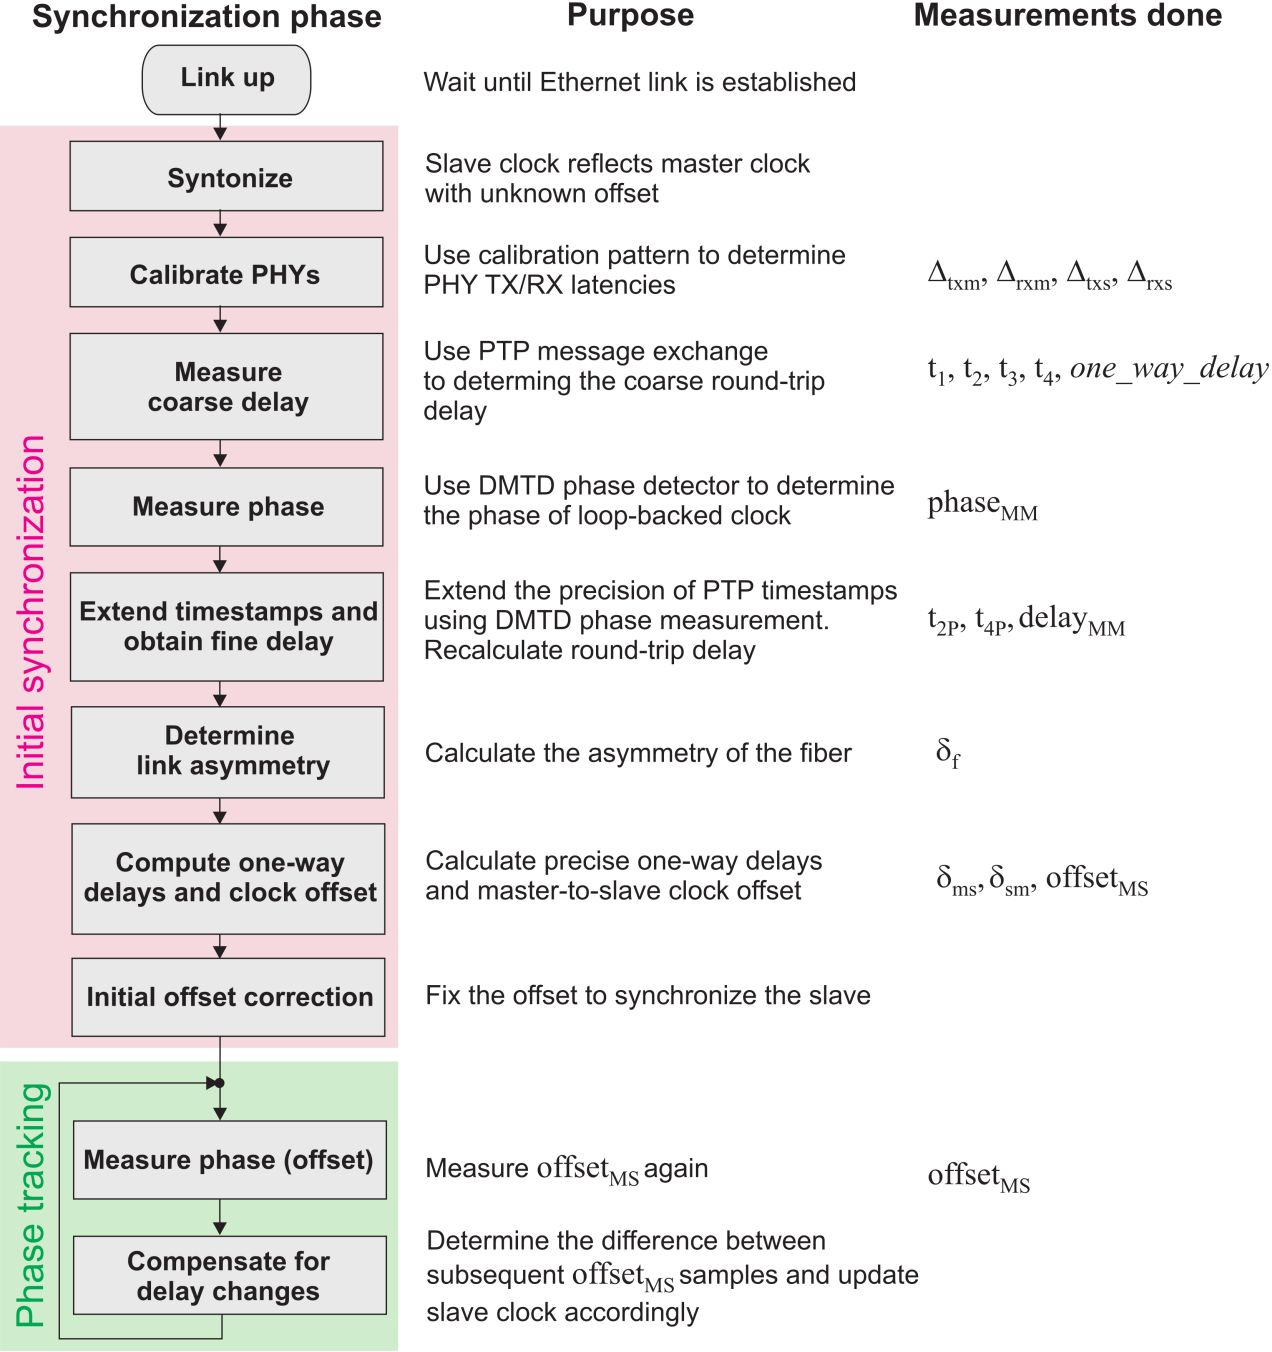 Synchronization phase
Purpose
Measurements done
Link up
Wait until Ethernet link is established
Initial synchronization
Syntonize
Slave clock reflects master clock
with unknown offset
Calibrate PHYs
Use calibration pattern to determine
PHY TX/RX latencies
Δtxm, Δrxm, Δtxs, Δrxs
Measure
coarse delay
Use PTP message exchange
to determing the coarse round-trip
delay
t1, t2, t3, t4, one_way_delay
Measure phase
Use DMTD phase detector to determine
the phase of loop-backed clock
phaseMM
Extend timestamps and
obtain fine delay
Extend the precision of PTP timestamps
using DMTD phase measurement.
Recalculate round-trip delay
t2P, t4P, delayMM
Determine
link asymmetry
Calculate the asymmetry of the fiber
δf
Compute one-way
delays and clock offset
Calculate precise one-way delays
and master-to-slave clock offset
δms, δsm, offsetMS
Initial offset correction
Fix the offset to synchronize the slave
Phase tracking
Measure phase (offset)
Measure offsetMS again
offsetMS
Compensate for
delay changes
Determine the difference between
subsequent offsetMS samples and update
slave clock accordingly